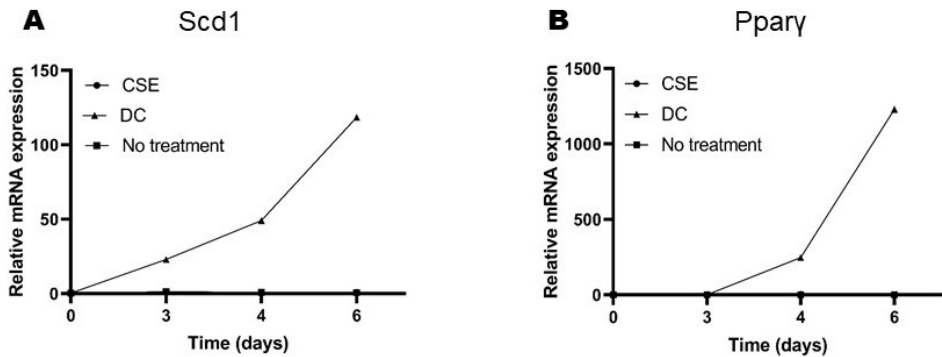 A Scd1
Relative mRNA expression
150
100
50
0
CSE
DC
No treatment
0 3 4 6
Time (days)
B Pparγ
Relative mRNA expression
1500
1000
500
0
CSE
DC
No treatment
0 3 4 6
Time (days)